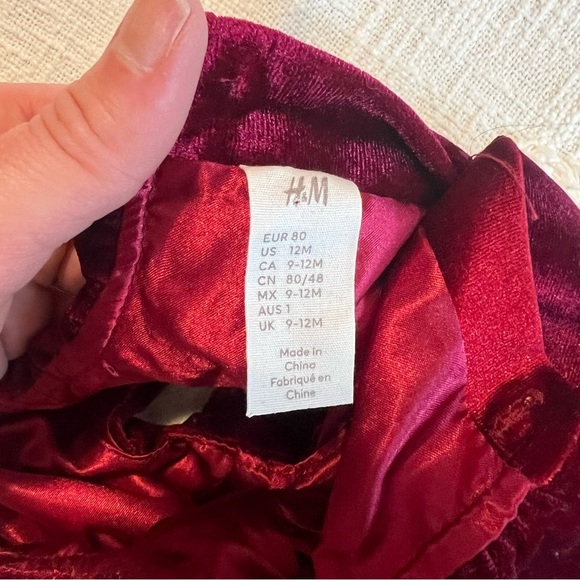 H&M
EUR 80
US 12M
CA 9-12M
CN 80/48
MX 9-12M
AUS 1
UK 9-12M
Made in
China
Fabriqué en
Chine